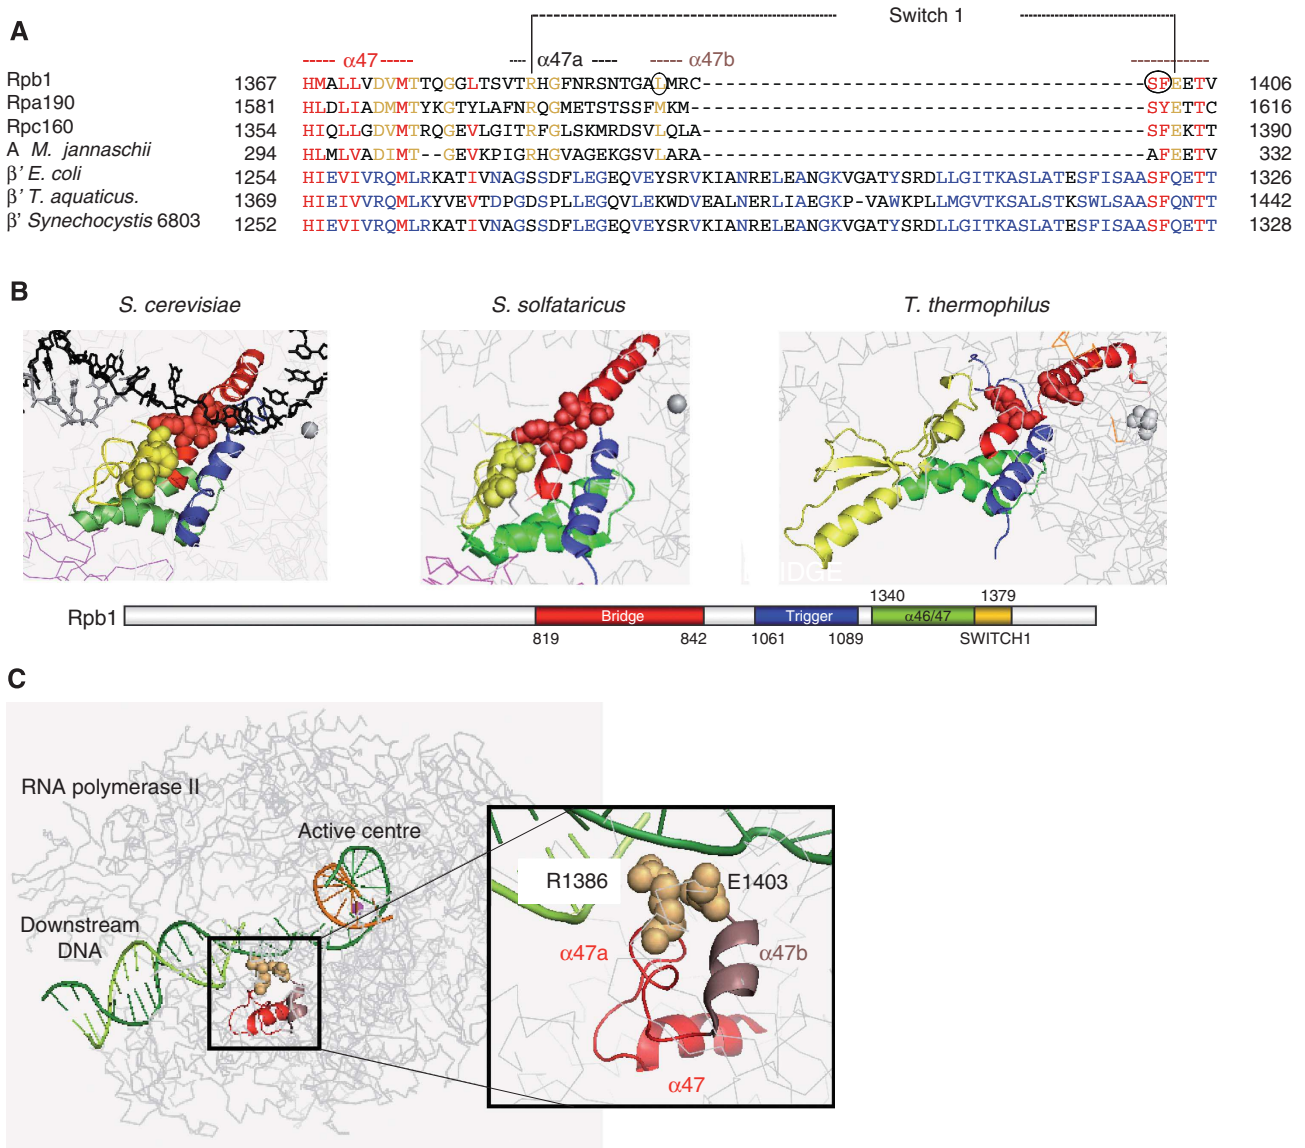 A
Switch 1
----- α47 ----- --- α47a ---- ----- α47b ------------
Rpb1 1367 HMALLVDVMTTQGGLTSVTRHGFNRSNTGALMRC--------------------------------------SFEETV 1406
Rpa190 1581 HLDLIADMMTYKGTYLAFNRQGMETSTSSFMKM---------------------------------------SYETTC 1616
Rpc160 1354 HIQLLGDVMTRQGEVLGITRFGLSKMRDSVLQLA--------------------------------------SFEKTT 1390
A M. jannaschii 294 HLMLVADIMT--GEVKPIGRHGVAGEKGSVLARA--------------------------------------AFEETV 332
β' E. coli 1254 HIEVIVRQMLRKATIVNAGSSDFLEGEQVEYSRVKIANRELEANGKVGATYSRDLLGITKASLATESFISAASFQETT 1326
β' T. aquaticus. 1369 HIEIVVRQMLKYVEVTDPGDSPLLEGQVLEKWDVEALNERLIAEGKP-VAWKPLLMGVTKSALSTKSWLSAASFQNTT 1442
β' Synechocystis 6803 1252 HIEVIVRQMLRKATIVNAGSSDFLEGEQVEYSRVKIANRELEANGKVGATYSRDLLGITKASLATESFISAASFQETT 1328
B
S. cerevisiae S. solfataricus T. thermophilus
IDGE
1340 1379
Rpb1 Bridge Trigger α46/47
819 842 1061 1089 SWITCH1
C
RNA polymerase II
Active centre
Downstream
DNA
R1386 E1403
α47a α47b
α47